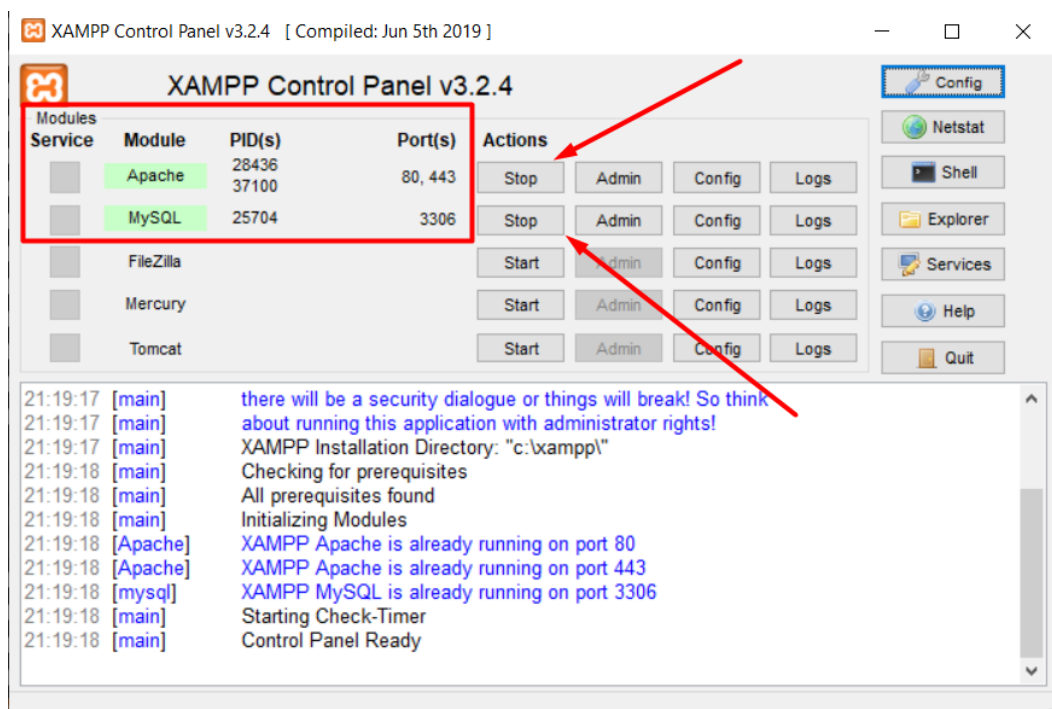 XAMPP Control Panel v3.2.4 [ Compiled: Jun 5th 2019 ]
XAMPP Control Panel v3.2.4
Config
Modules
Service Module PID(s) Port(s) Actions
Netstat
Apache 28436 37100 80, 443 Stop Admin Config Logs
Shell
MySQL 25704 3306 Stop Admin Config Logs
Explorer
FileZilla Start Admin Config Logs
Services
Mercury Start Admin Config Logs
Help
Tomcat Start Admin Config Logs
Quit
21:19:17 [main] there will be a security dialogue or things will break! So think
21:19:17 [main] about running this application with administrator rights!
21:19:17 [main] XAMPP Installation Directory: "c:\xampp\"
21:19:18 [main] Checking for prerequisites
21:19:18 [main] All prerequisites found
21:19:18 [main] Initializing Modules
21:19:18 [Apache] XAMPP Apache is already running on port 80
21:19:18 [Apache] XAMPP Apache is already running on port 443
21:19:18 [mysql] XAMPP MySQL is already running on port 3306
21:19:18 [main] Starting Check-Timer
21:19:18 [main] Control Panel Ready